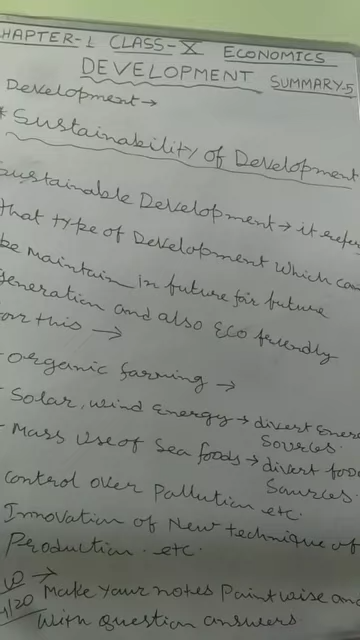 CHAPTER-1 CLASS-X ECONOMICS
DEVELOPMENT SUMMARY-5
Development →
* Sustainability of Development
Sustainable Development → it refers
that type of Development which can
be maintain in future for future
generation and also Eco friendly
for this →
- Organic farming →
- Solar, wind Energy → divert Energy
Sources.
- Mass Use of Sea foods → divert food
Sources
control over Pallution etc.
Innovation of New technique of
Production. etc.
→ Make your notes Pointwise and
With question answers